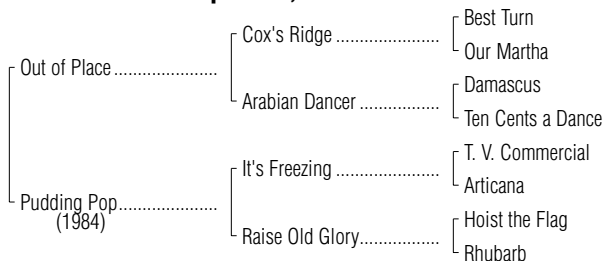 Best Turn
Cox's Ridge ....................
Our Martha
Out of Place ....................
Damascus
Arabian Dancer ................
Ten Cents a Dance
T. V. Commercial
It's Freezing ....................
Articana
Pudding Pop...................
(1984)
Hoist the Flag
Raise Old Glory................
Rhubarb